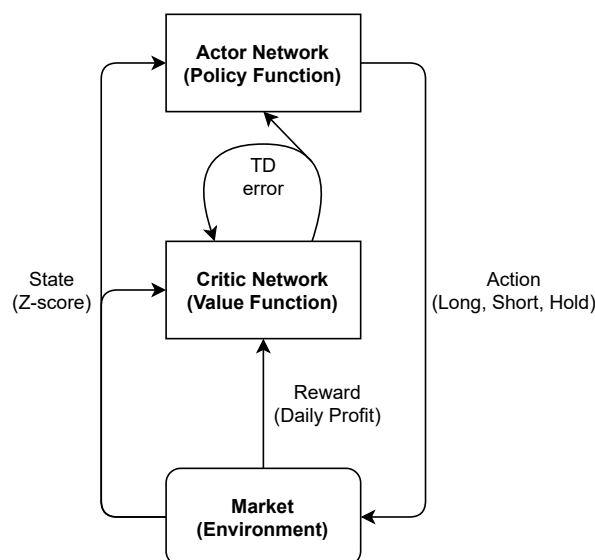 Actor Network
(Policy Function)
TD
error
Critic Network
(Value Function)
State
(Z-score)
Action
(Long, Short, Hold)
Reward
(Daily Profit)
Market
(Environment)